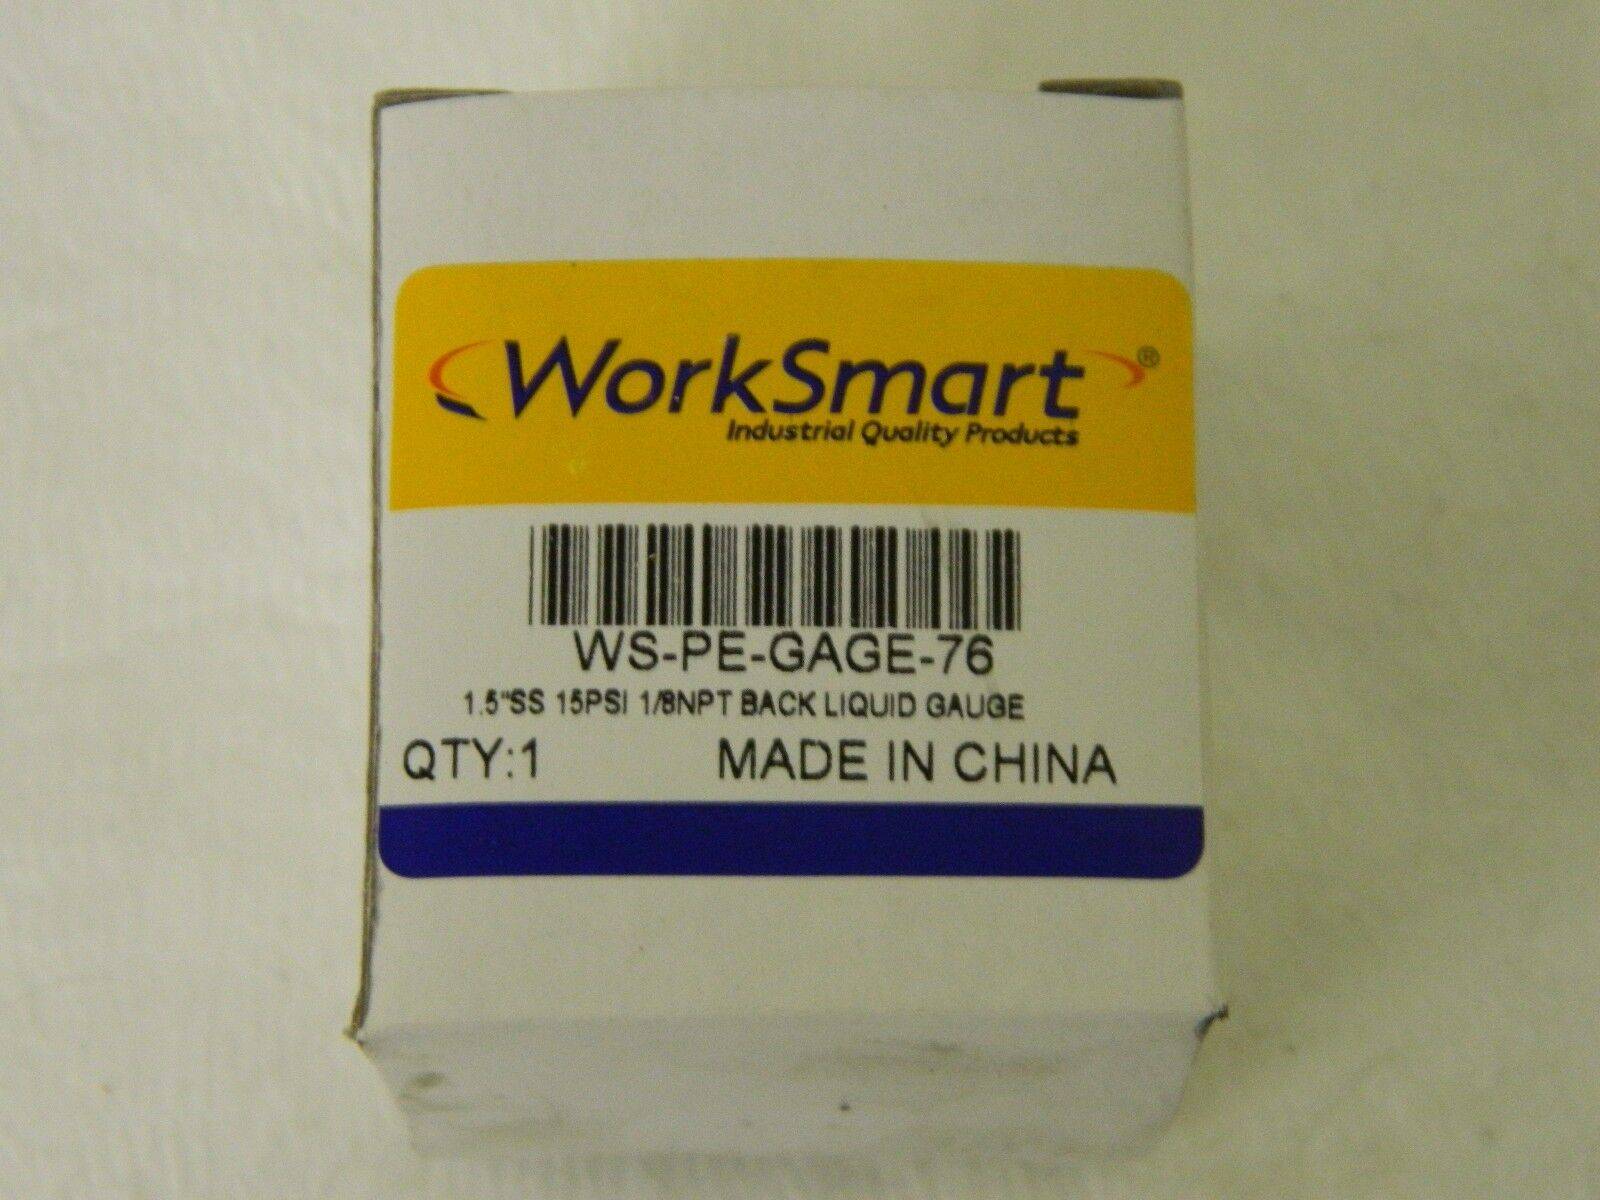 WorkSmart®
Industrial Quality Products
WS-PE-GAGE-76
1.5"SS 15PSI 1/8NPT BACK LIQUID GAUGE
QTY:1 MADE IN CHINA